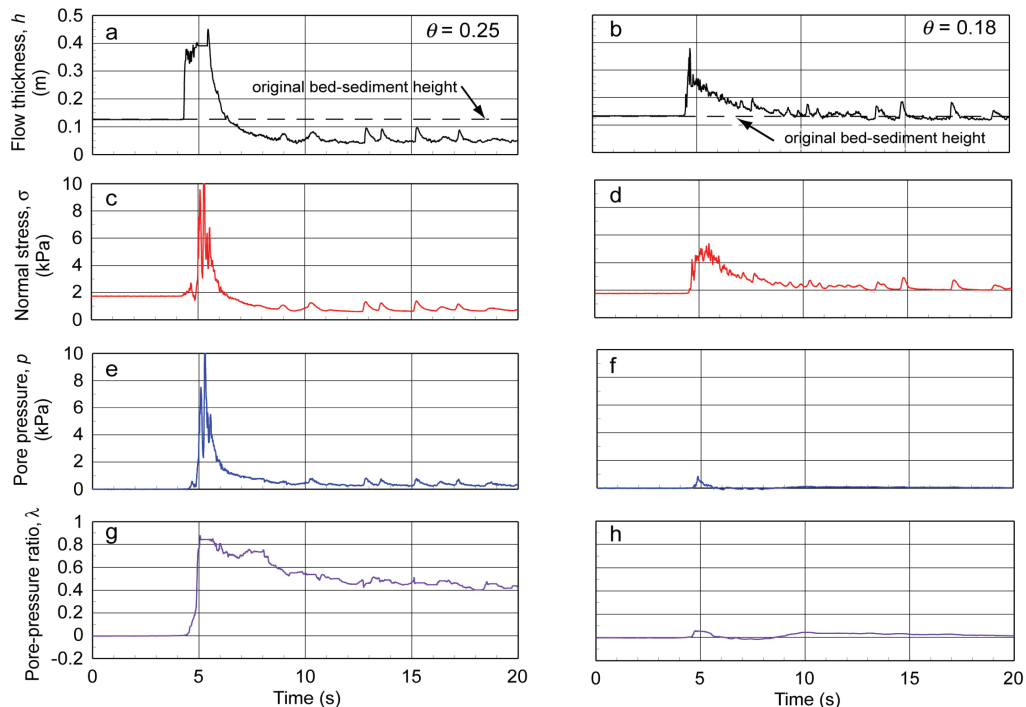 a
θ = 0.25
original bed-sediment height
Flow thickness, h
(m)
0.5
0.4
0.3
0.2
0.1
0
b
θ = 0.18
original bed-sediment height
c
Normal stress, σ
(kPa)
10
8
6
4
2
0
d
e
Pore pressure, p
(kPa)
10
8
6
4
2
0
f
g
Pore-pressure ratio, λ
1
0.8
0.6
0.4
0.2
0
-0.2
0 5 10 15 20
Time (s)
h
0 5 10 15 20
Time (s)